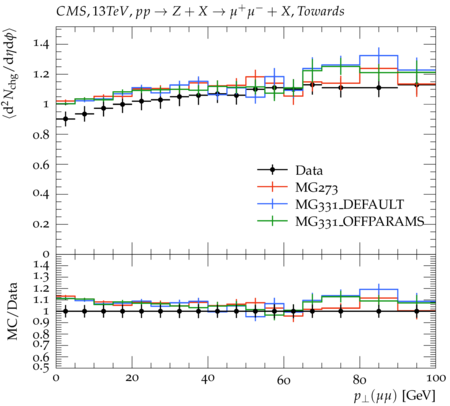 CMS, 13TeV, pp → Z + X → μ⁺μ⁻ + X, Towards
⟨d²N_chg/dηdϕ⟩
1.4
1.2
1
0.8
0.6
0.4
0.2
0
Data
MG273
MG331_DEFAULT
MG331_OFFPARAMS
MC/Data
1.4
1.3
1.2
1.1
1
0.9
0.8
0.7
0.6
0.5
0 20 40 60 80 100
p⊥(μμ) [GeV]